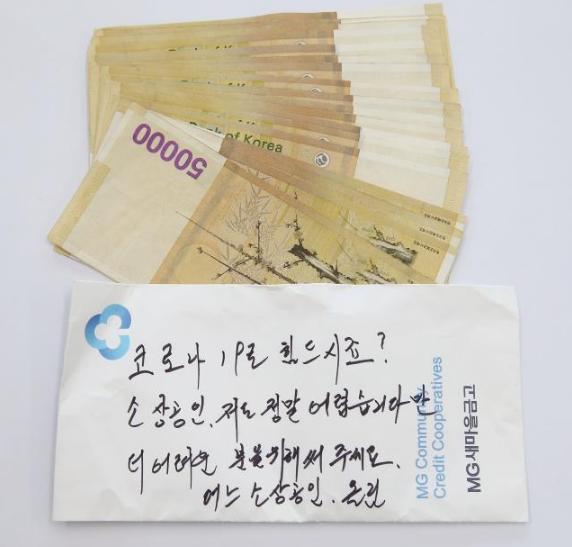 Bank of Korea
50000
코로나 19로 힘드시죠?
소상공인. 저도 정말 어렵습니다만
더 어려운 분을 위해 써 주세요.
어느 소상공인. 올림
MG Community
Credit Cooperatives
MG새마을금고